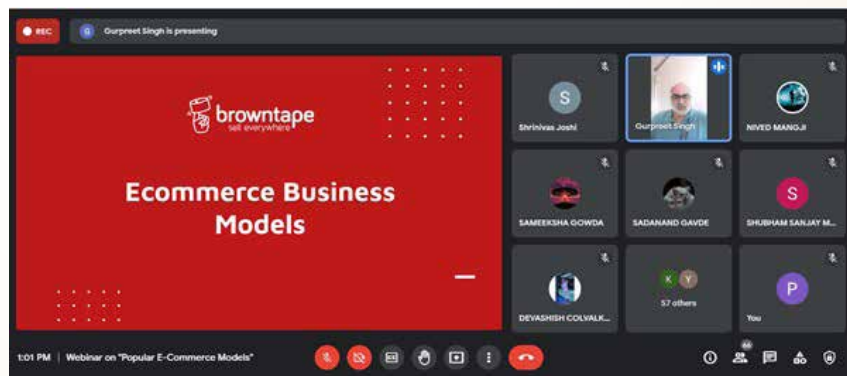 REC
G
Gurpreet Singh is presenting
browntape
sell everywhere
Ecommerce Business
Models
S
Shrinivas Joshi
Gurpreet Singh
NIVED MANGJI
SAMEEKSHA GOWDA
SADANAND GAVDE
S
SHUBHAM SANJAY M...
DEVASHISH COLVALK...
K
Y
57 others
P
You
1:01 PM | Webinar on "Popular E-Commerce Models"
66